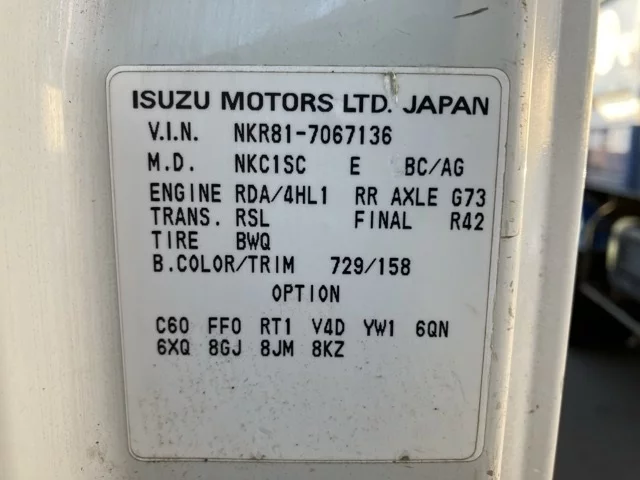 ISUZU MOTORS LTD. JAPAN
V.I.N. NKR81-7067136
M.D. NKC1SC E BC/AG
ENGINE RDA/4HL1 RR AXLE G73
TRANS. RSL FINAL R42
TIRE BWQ
B.COLOR/TRIM 729/158
OPTION
C60 FF0 RT1 V4D YW1 6QN
6XQ 8GJ 8JM 8KZ